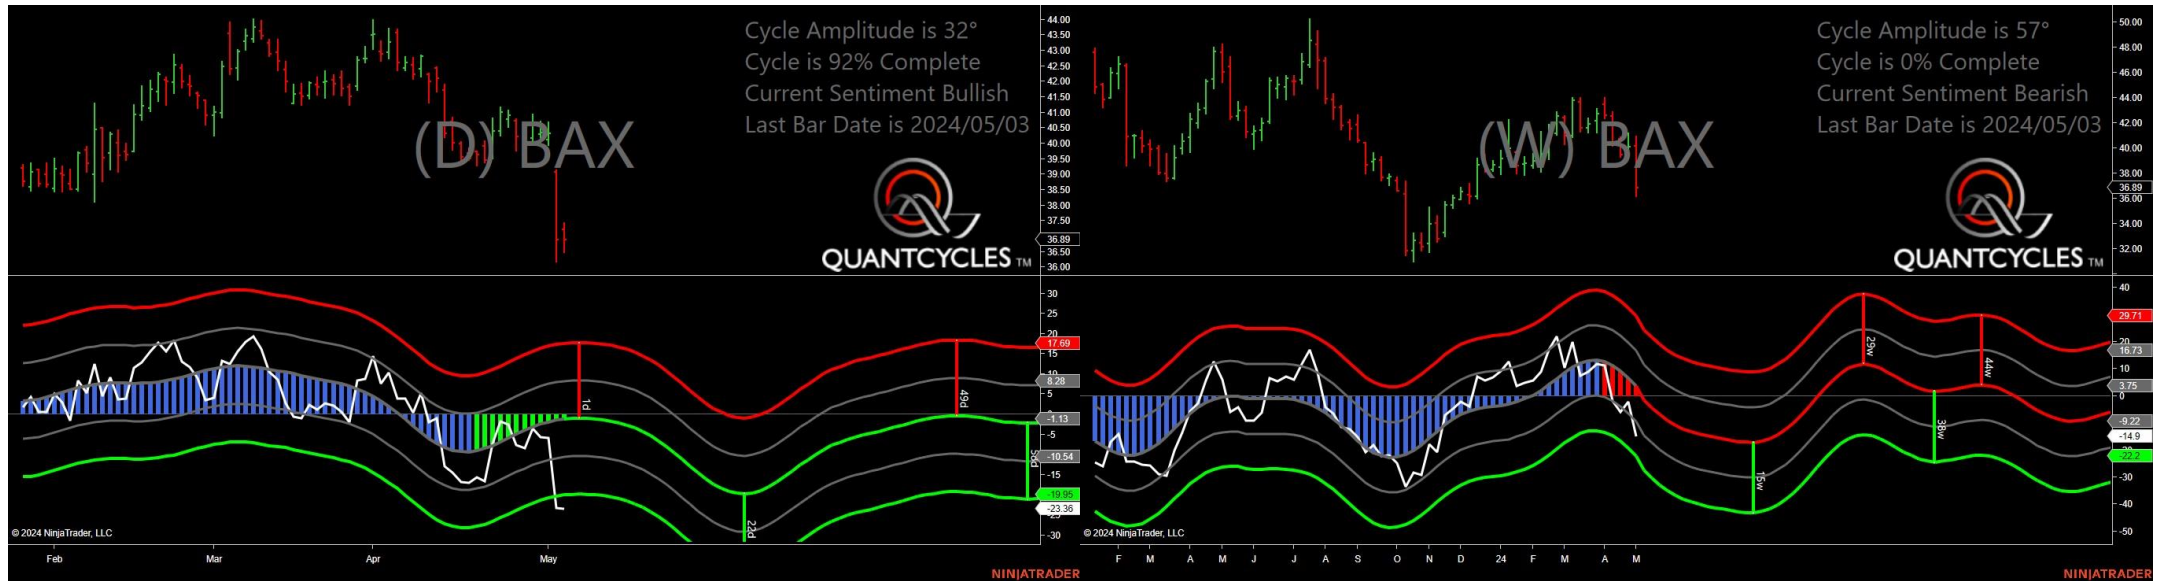 Cycle Amplitude is 32°
Cycle is 92% Complete
Current Sentiment Bullish
Last Bar Date is 2024/05/03
(D) BAX
QUANTCYCLES TM
44.00
43.50
43.00
42.50
42.00
41.50
41.00
40.50
40.00
39.50
39.00
38.50
38.00
37.50
36.89
36.50
36.00
30
25
20
17.69
15
10
8.28
5
-1.13
-5
-10.54
-15
-19.95
-23.36
-30
1d
22d
49d
© 2024 NinjaTrader, LLC
Feb Mar Apr May
NINJATRADER
Cycle Amplitude is 57°
Cycle is 0% Complete
Current Sentiment Bearish
Last Bar Date is 2024/05/03
(W) BAX
QUANTCYCLES TM
50.00
48.00
46.00
44.00
42.00
40.00
38.00
36.89
36.00
34.00
32.00
40
29.71
20
16.73
10
3.75
0
-9.22
-14.9
-22.2
-30
-40
-50
15w
29w
38w
44w
© 2024 NinjaTrader, LLC
F M A M J J A S O N D 24 F M A M
NINJATRADER